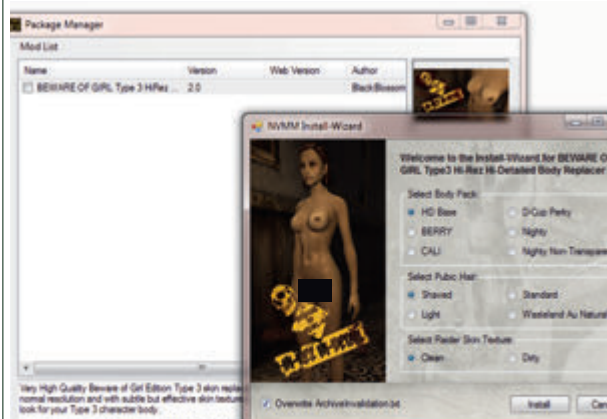 Package Manager
Mod List
Name Version Web Version Author
BEWARE OF GIRL Type 3 HiRez ... 2.0 BlackBlossom
NVMM Install-Wizard
Welcome to the Install-Wizard for BEWARE O
GIRL Type3 Hi-Rez Hi-Detailed Body Replacer
Select Body Pack:
HD Base D-Cup Perky
BERRY Nighty
CALI Nighty Non-Transpare
Select Pubic Hair:
Shaved Standard
Light Wasteland Au Natural
Select Raider Skin Texture:
Clean Dirty
Very High Quality Beware of Girl Edition Type 3 skin replac
normal resolution and with subtle but effective skin texture
look for your Type 3 character body.
Overwrite ArchiveInvalidation.txt
Install Canc